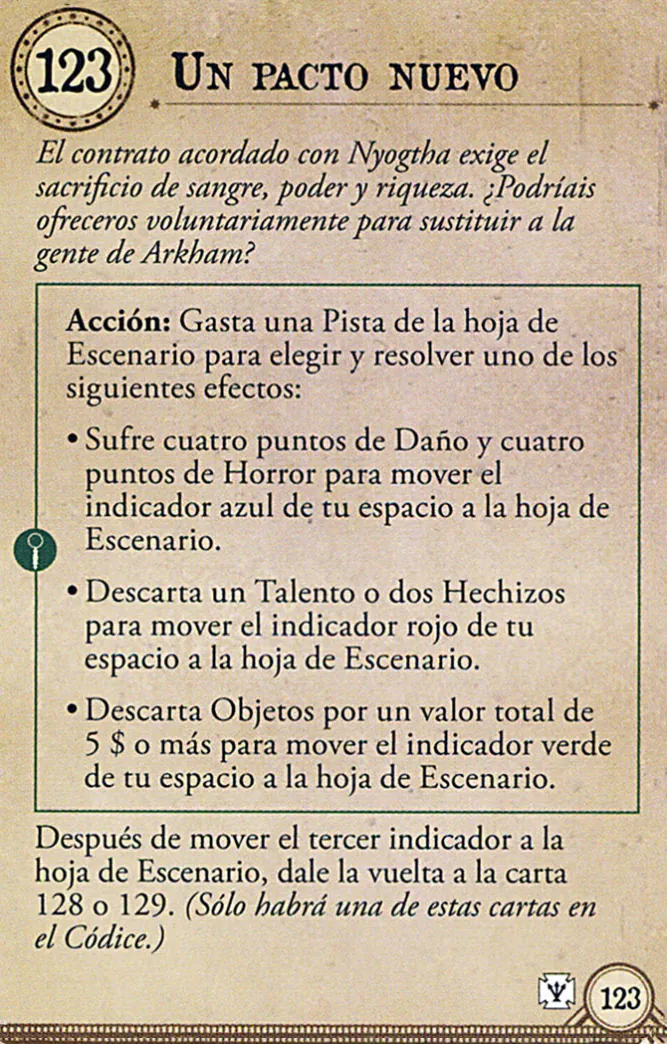 123
UN PACTO NUEVO
El contrato acordado con Nyogtha exige el
sacrificio de sangre, poder y riqueza. ¿Podríais
ofreceros voluntariamente para sustituir a la
gente de Arkham?
Acción: Gasta una Pista de la hoja de
Escenario para elegir y resolver uno de los
siguientes efectos:
• Sufre cuatro puntos de Daño y cuatro
puntos de Horror para mover el
indicador azul de tu espacio a la hoja de
Escenario.
• Descarta un Talento o dos Hechizos
para mover el indicador rojo de tu
espacio a la hoja de Escenario.
• Descarta Objetos por un valor total de
5 $ o más para mover el indicador verde
de tu espacio a la hoja de Escenario.
Después de mover el tercer indicador a la
hoja de Escenario, dale la vuelta a la carta
128 o 129. (Sólo habrá una de estas cartas en
el Códice.)
123